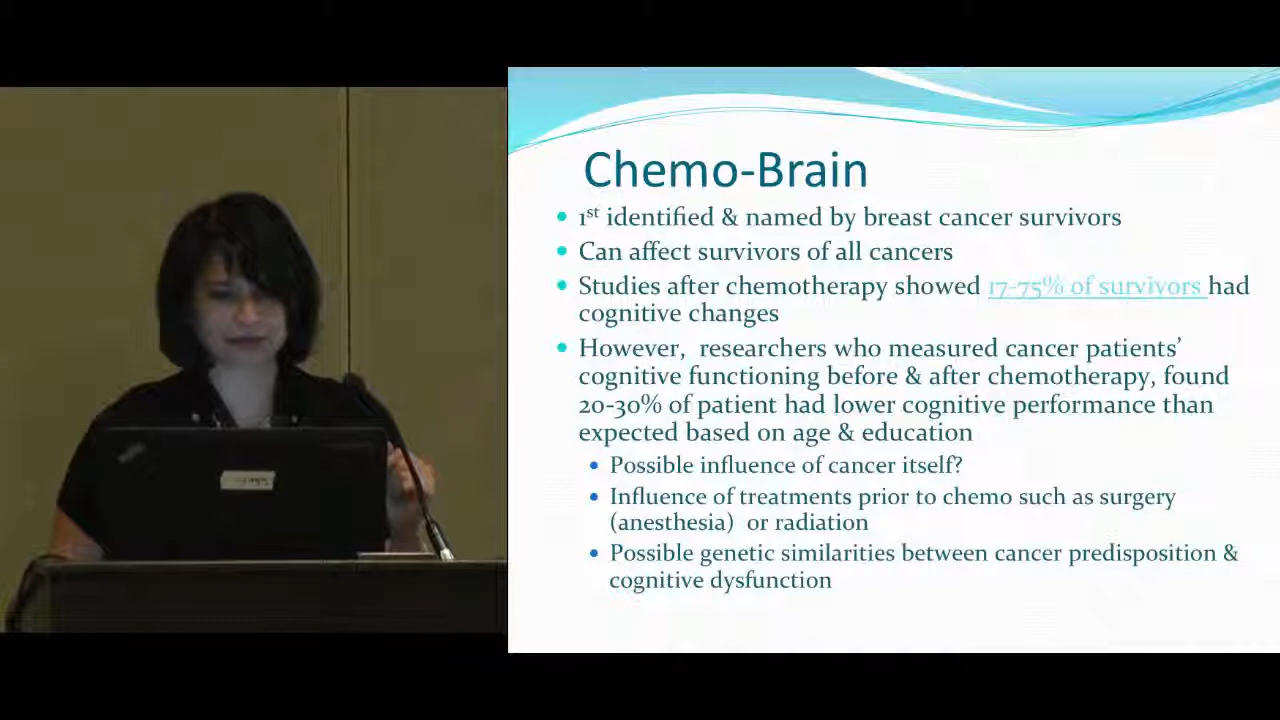 Chemo-Brain
1st identified & named by breast cancer survivors
Can affect survivors of all cancers
Studies after chemotherapy showed 17-75% of survivors had
cognitive changes
However, researchers who measured cancer patients'
cognitive functioning before & after chemotherapy, found
20-30% of patient had lower cognitive performance than
expected based on age & education
Possible influence of cancer itself?
Influence of treatments prior to chemo such as surgery
(anesthesia) or radiation
Possible genetic similarities between cancer predisposition &
cognitive dysfunction